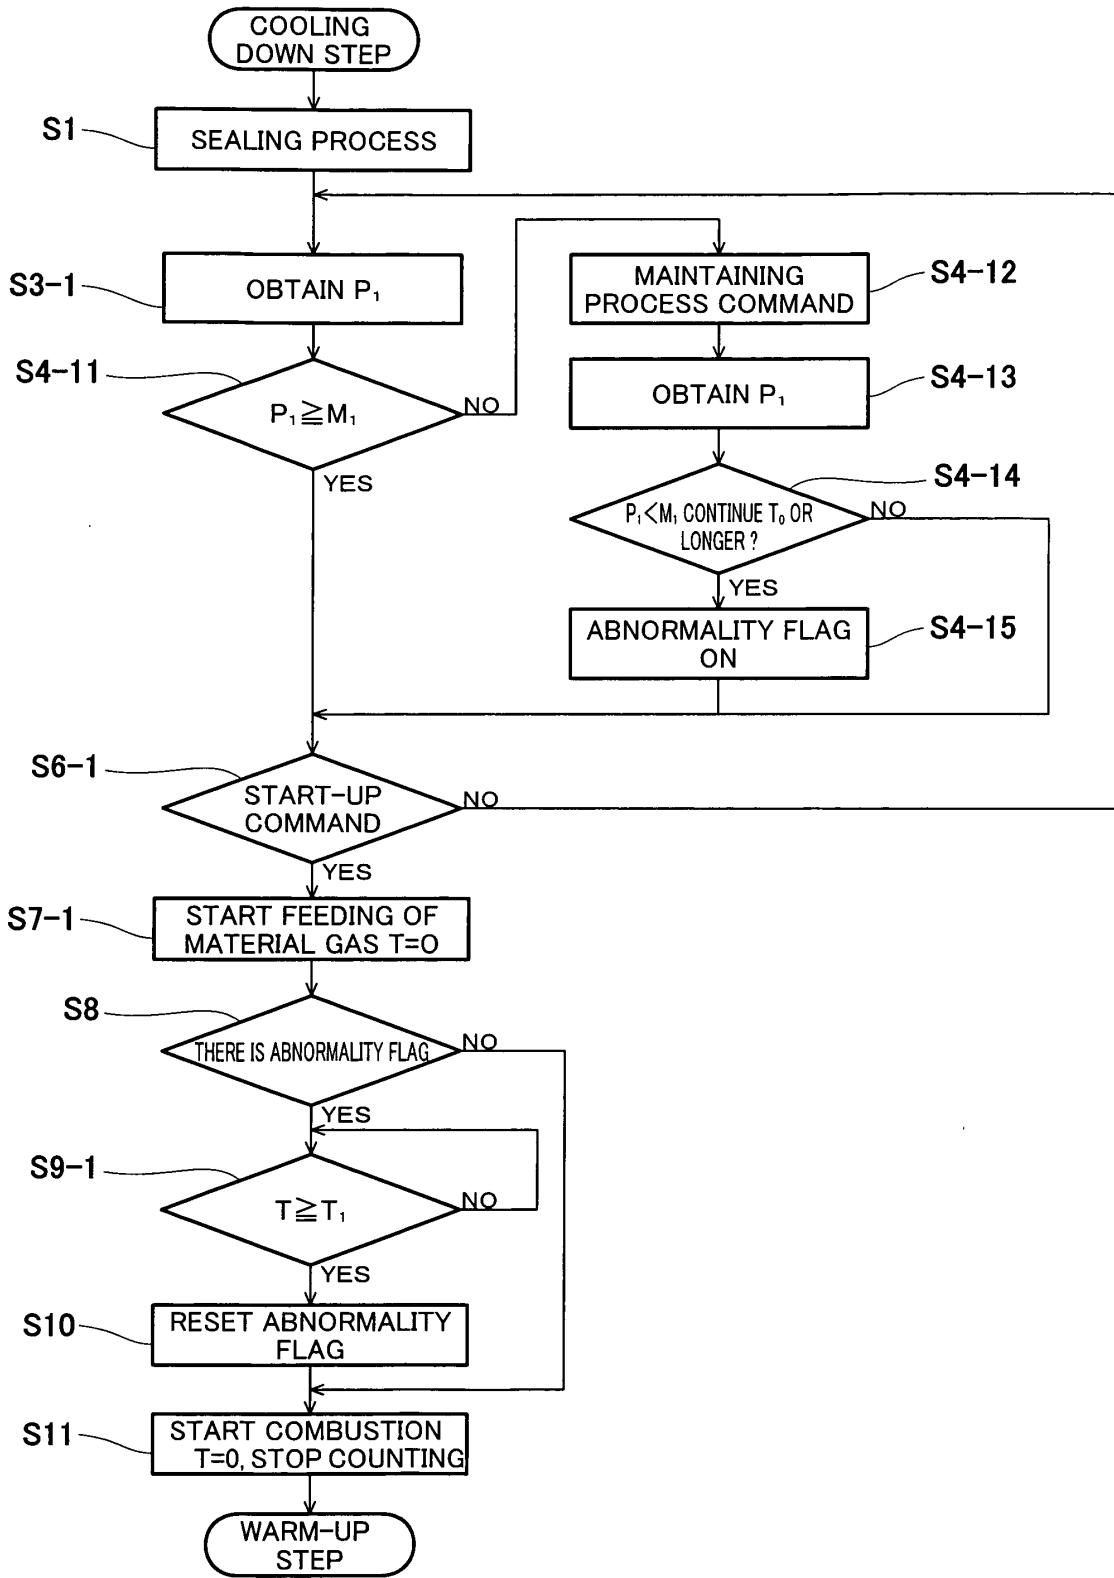 COOLING
DOWN STEP
S1
SEALING PROCESS
S3-1
OBTAIN P₁
S4-11
P₁≧M₁
NO
YES
MAINTAINING
PROCESS COMMAND
S4-12
OBTAIN P₁
S4-13
S4-14
P₁<M₁ CONTINUE T₀ OR
LONGER ?
NO
YES
ABNORMALITY FLAG
ON
S4-15
S6-1
START-UP
COMMAND
NO
YES
S7-1
START FEEDING OF
MATERIAL GAS T=0
S8
THERE IS ABNORMALITY FLAG
NO
YES
S9-1
T≧T₁
NO
YES
S10
RESET ABNORMALITY
FLAG
S11
START COMBUSTION
T=0, STOP COUNTING
WARM-UP
STEP